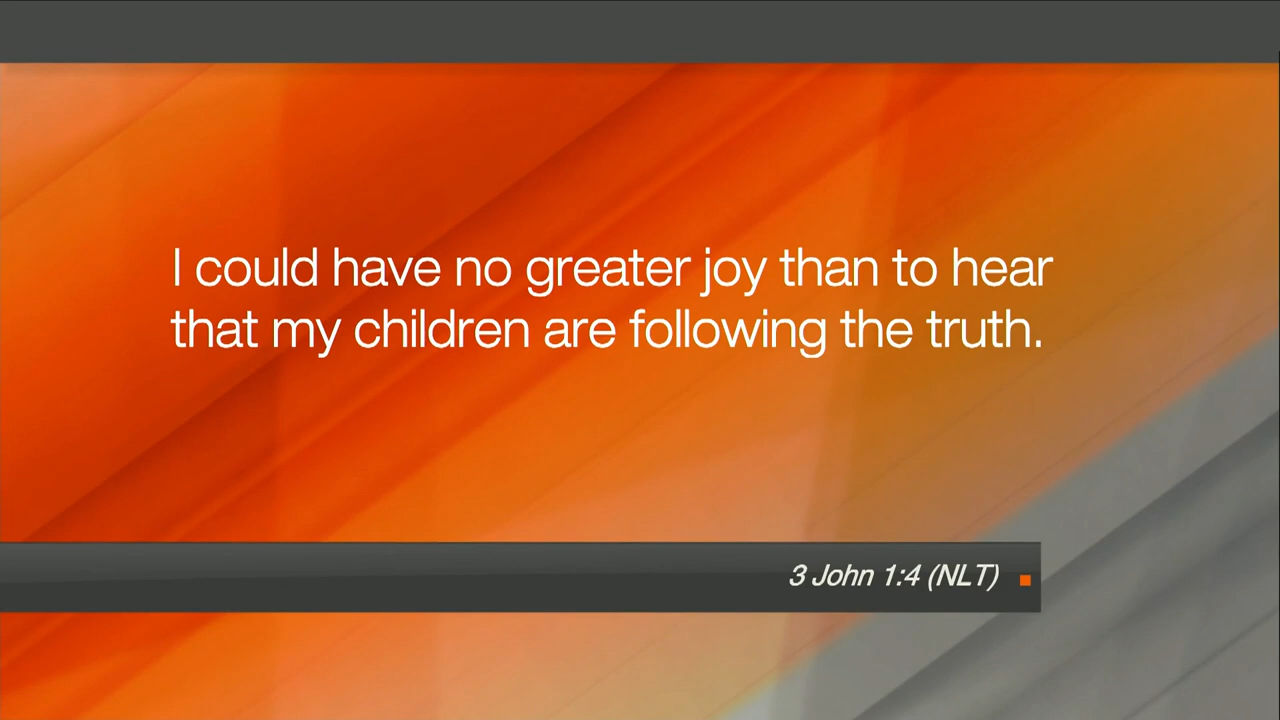 I could have no greater joy than to hear
that my children are following the truth.
3 John 1:4 (NLT)